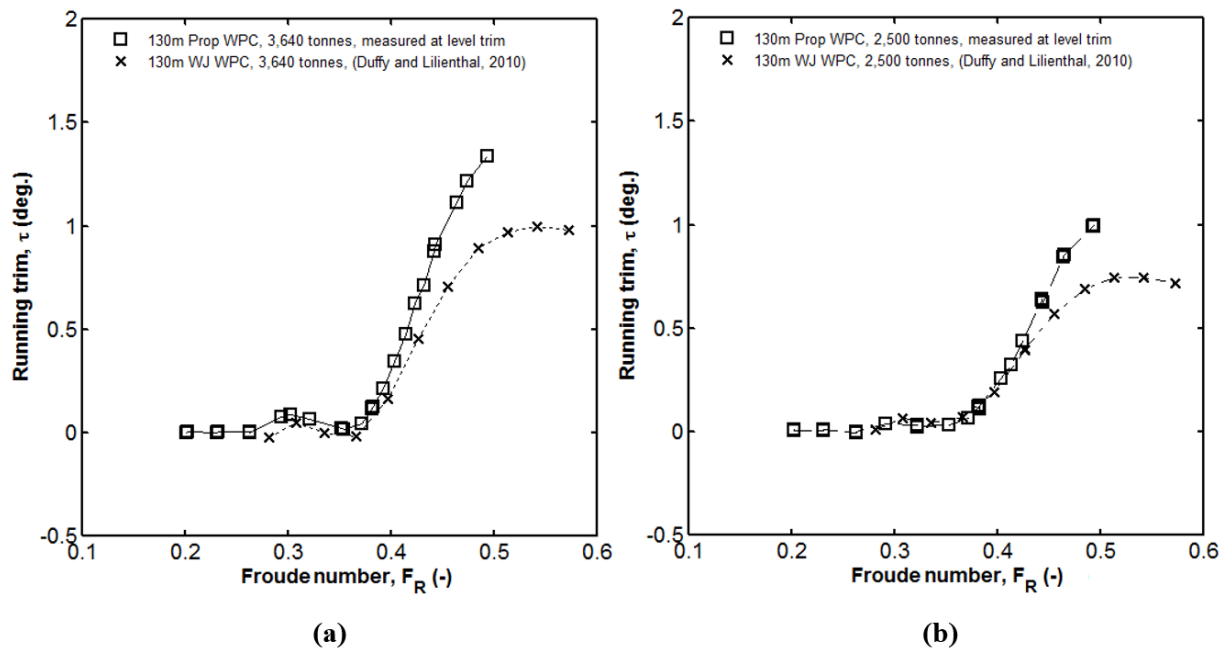 2
130m Prop WPC, 3,640 tonnes, measured at level trim
130m WJ WPC, 3,640 tonnes, (Duffy and Lilienthal, 2010)
1.5
1
0.5
0
-0.5
Running trim, τ (deg.)
0.1 0.2 0.3 0.4 0.5 0.6
Froude number, F_R (-)
(a)
2
130m Prop WPC, 2,500 tonnes, measured at level trim
130m WJ WPC, 2,500 tonnes, (Duffy and Lilienthal, 2010)
1.5
1
0.5
0
-0.5
Running trim, τ (deg.)
0.1 0.2 0.3 0.4 0.5 0.6
Froude number, F_R (-)
(b)